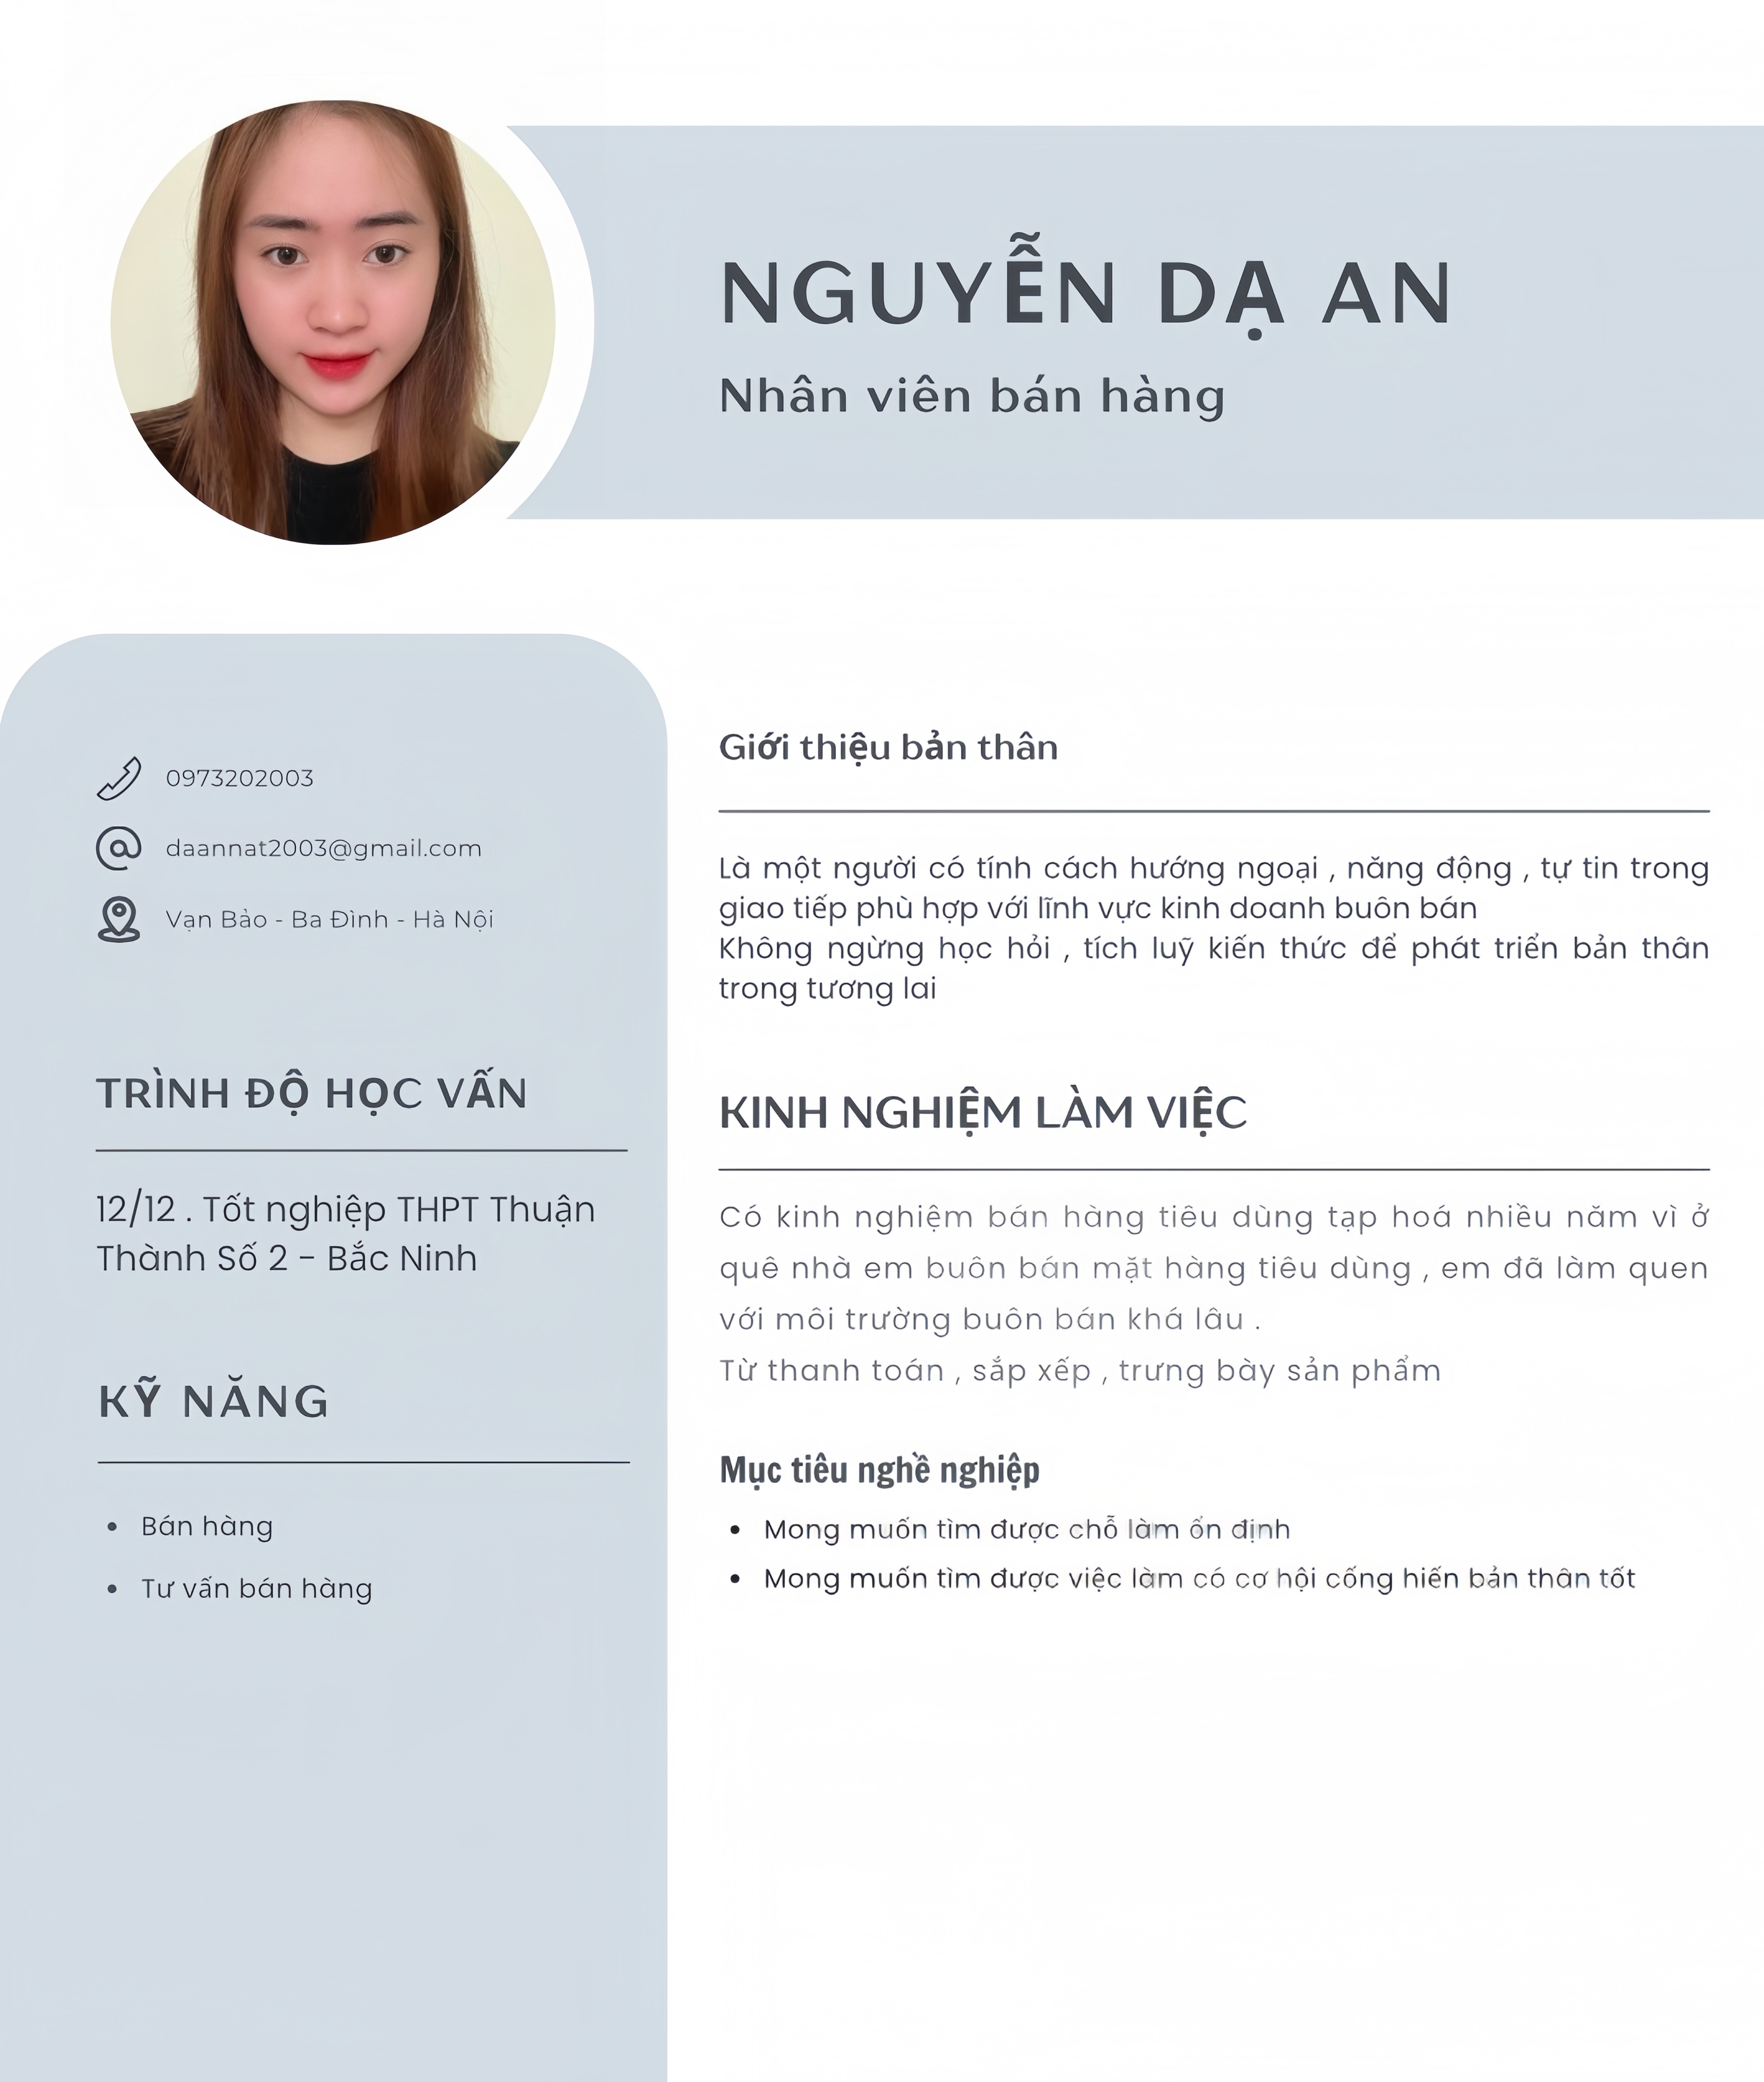 NGUYỄN DẠ AN
Nhân viên bán hàng
0973202003
daannat2003@gmail.com
Vạn Bảo - Ba Đình - Hà Nội
TRÌNH ĐỘ HỌC VẤN
12/12 . Tốt nghiệp THPT Thuận
Thành Số 2 - Bắc Ninh
KỸ NĂNG
• Bán hàng
• Tư vấn bán hàng
Giới thiệu bản thân
Là một người có tính cách hướng ngoại , năng động , tự tin trong
giao tiếp phù hợp với lĩnh vực kinh doanh buôn bán
Không ngừng học hỏi , tích luỹ kiến thức để phát triển bản thân
trong tương lai
KINH NGHIỆM LÀM VIỆC
Có kinh nghiệm bán hàng tiêu dùng tạp hoá nhiều năm vì ở
quê nhà em buôn bán mặt hàng tiêu dùng , em đã làm quen
với môi trường buôn bán khá lâu .
Từ thanh toán , sắp xếp , trưng bày sản phẩm
Mục tiêu nghề nghiệp
• Mong muốn tìm được chỗ làm ổn định
• Mong muốn tìm được việc làm có cơ hội cống hiến bản thân tốt